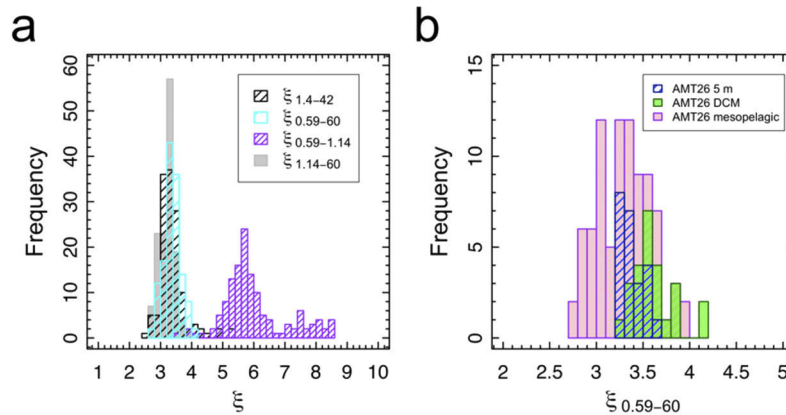 a
b
Frequency
0 10 20 30 40 50 60
1 2 3 4 5 6 7 8 9 10
ξ
ξ 1.4−42
ξ 0.59−60
ξ 0.59−1.14
ξ 1.14−60
Frequency
0 5 10 15
2 2.5 3 3.5 4 4.5 5
ξ 0.59−60
AMT26 5 m
AMT26 DCM
AMT26 mesopelagic